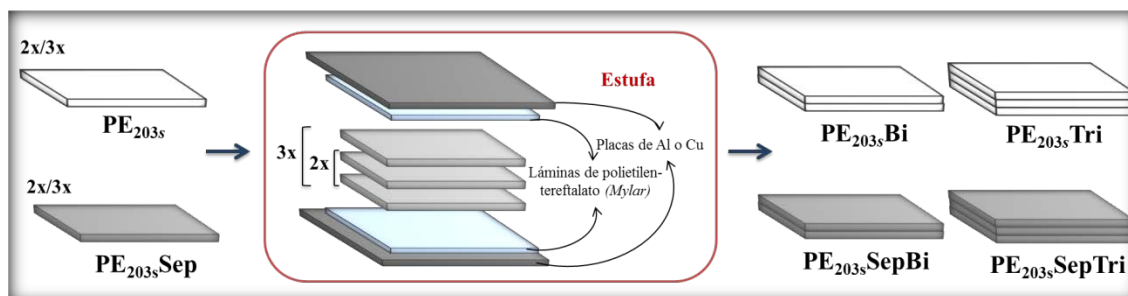 2x/3x
PE203s
2x/3x
PE203sSep
Estufa
3x
2x
Placas de Al o Cu
Láminas de polietilen-
tereftalato (Mylar)
PE203sBi
PE203sTri
PE203sSepBi
PE203sSepTri